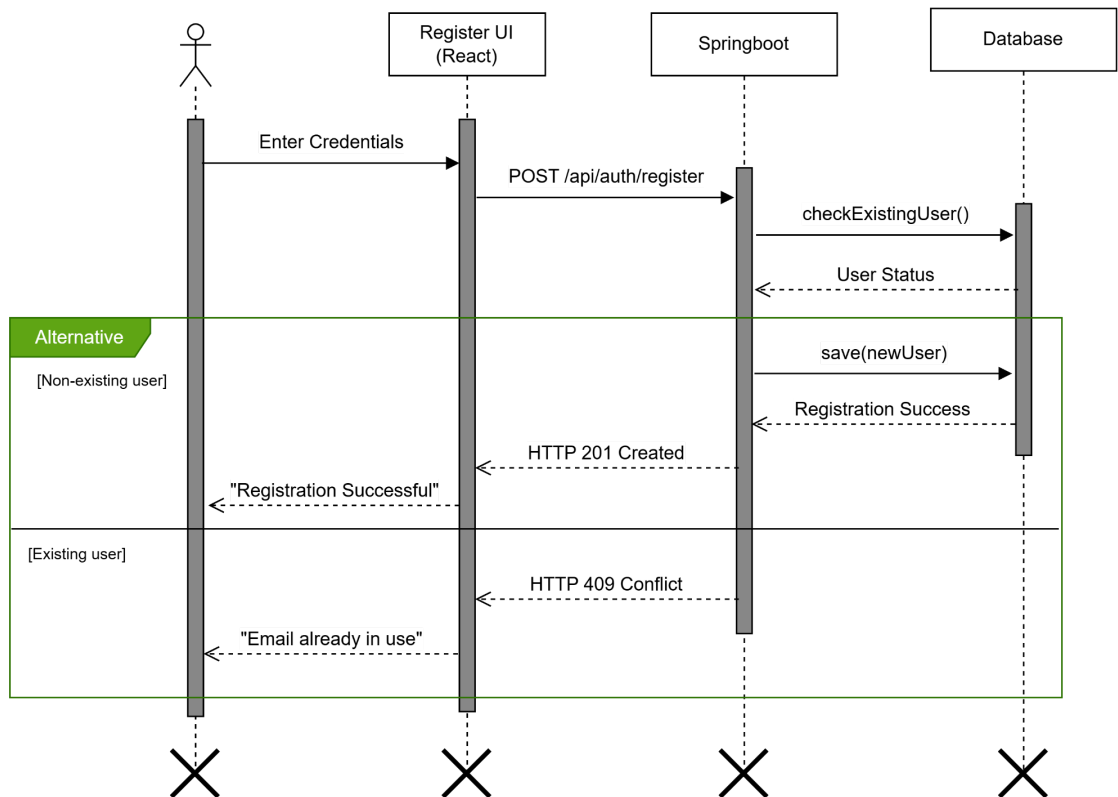 Register UI
(React)
Springboot
Database
Enter Credentials
POST /api/auth/register
checkExistingUser()
User Status
Alternative
[Non-existing user]
save(newUser)
Registration Success
HTTP 201 Created
"Registration Successful"
[Existing user]
HTTP 409 Conflict
"Email already in use"